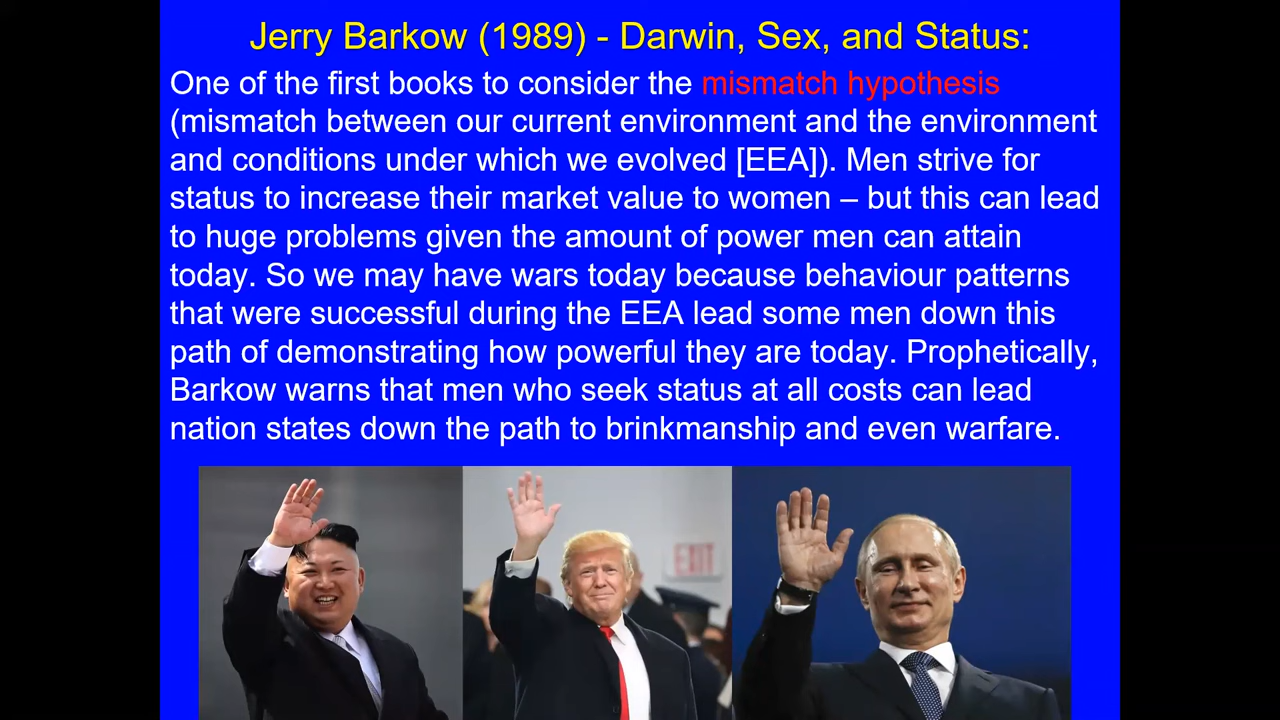 Jerry Barkow (1989) - Darwin, Sex, and Status:
One of the first books to consider the mismatch hypothesis
(mismatch between our current environment and the environment
and conditions under which we evolved [EEA]). Men strive for
status to increase their market value to women – but this can lead
to huge problems given the amount of power men can attain
today. So we may have wars today because behaviour patterns
that were successful during the EEA lead some men down this
path of demonstrating how powerful they are today. Prophetically,
Barkow warns that men who seek status at all costs can lead
nation states down the path to brinkmanship and even warfare.
EXIT